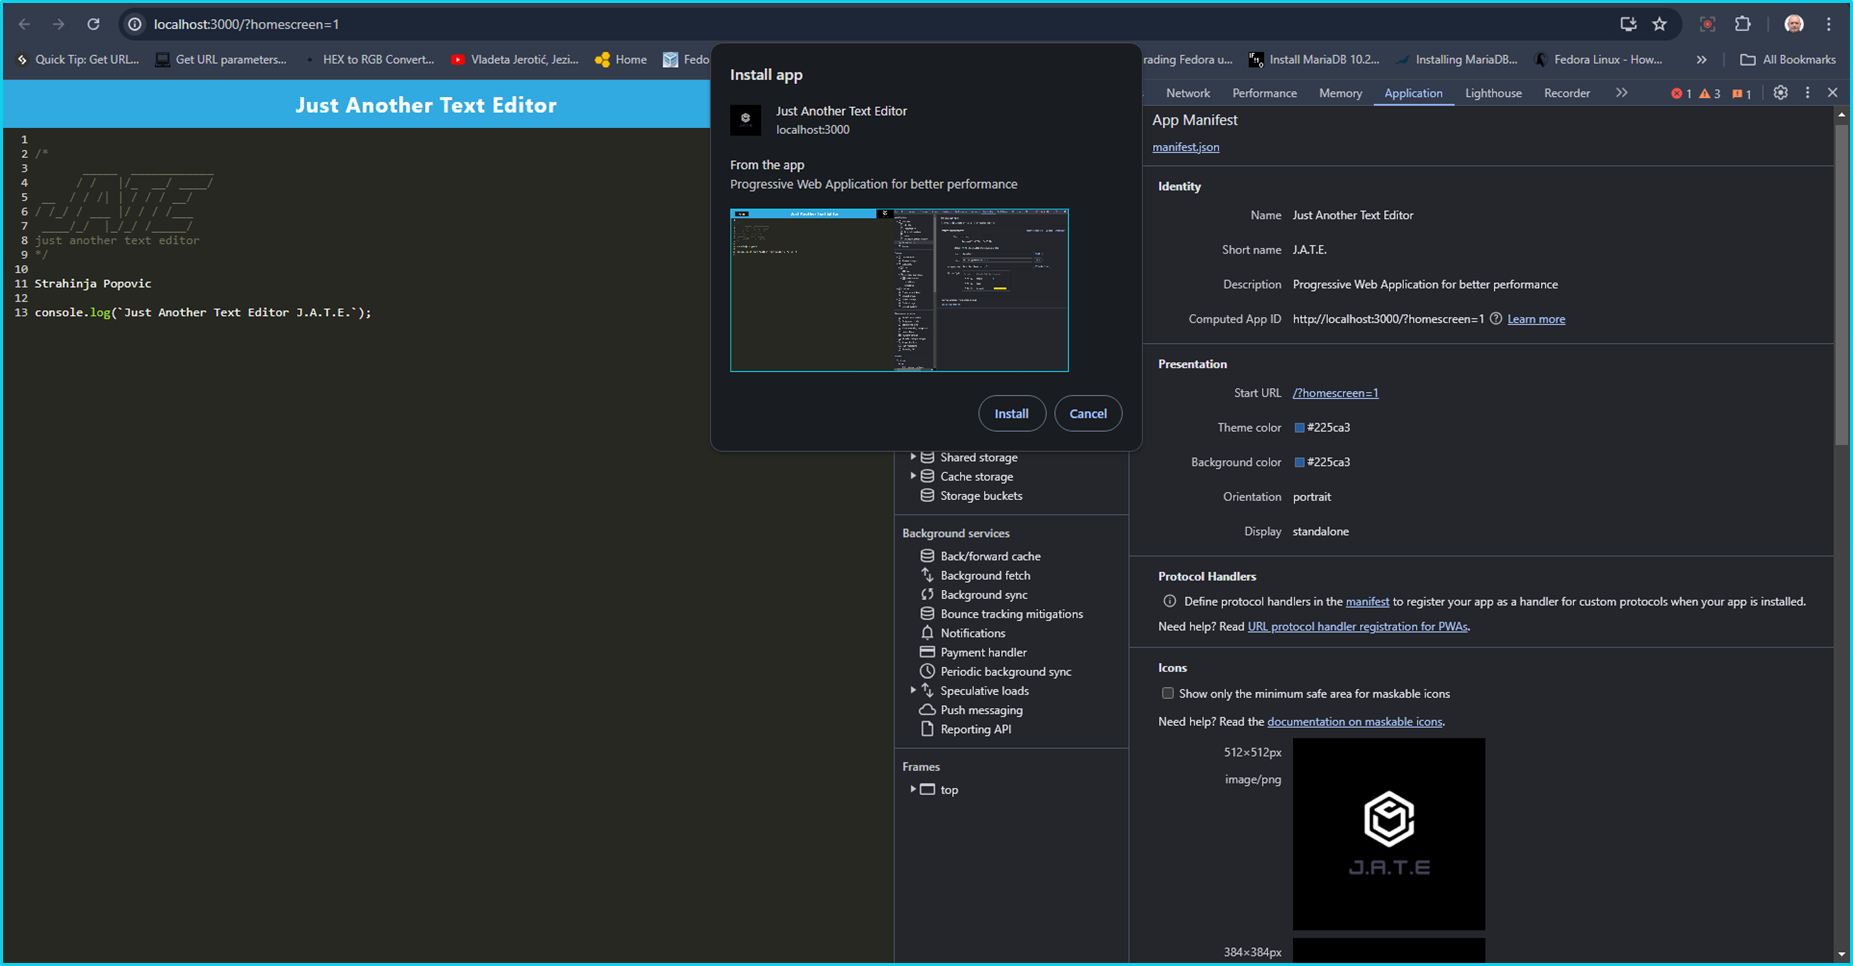 localhost:3000/?homescreen=1
Quick Tip: Get URL...
Get URL parameters...
HEX to RGB Convert...
Vladeta Jerotić, Jezi...
Home
Fedo
rading Fedora u...
Install MariaDB 10.2...
Installing MariaDB...
Fedora Linux - How...
All Bookmarks
Just Another Text Editor
1
2 /*
3
4
5
6
7
8 just another text editor
9 */
10
11 Strahinja Popovic
12
13 console.log(`Just Another Text Editor J.A.T.E.`);
Install app
Just Another Text Editor
localhost:3000
From the app
Progressive Web Application for better performance
Just Another Text Editor
Install
Cancel
Shared storage
Cache storage
Storage buckets
Background services
Back/forward cache
Background fetch
Background sync
Bounce tracking mitigations
Notifications
Payment handler
Periodic background sync
Speculative loads
Push messaging
Reporting API
Frames
top
Network
Performance
Memory
Application
Lighthouse
Recorder
1
3
1
App Manifest
manifest.json
Identity
Name Just Another Text Editor
Short name J.A.T.E.
Description Progressive Web Application for better performance
Computed App ID http://localhost:3000/?homescreen=1 Learn more
Presentation
Start URL /?homescreen=1
Theme color #225ca3
Background color #225ca3
Orientation portrait
Display standalone
Protocol Handlers
Define protocol handlers in the manifest to register your app as a handler for custom protocols when your app is installed.
Need help? Read URL protocol handler registration for PWAs.
Icons
Show only the minimum safe area for maskable icons
Need help? Read the documentation on maskable icons.
512×512px
image/png
J.A.T.E
384×384px